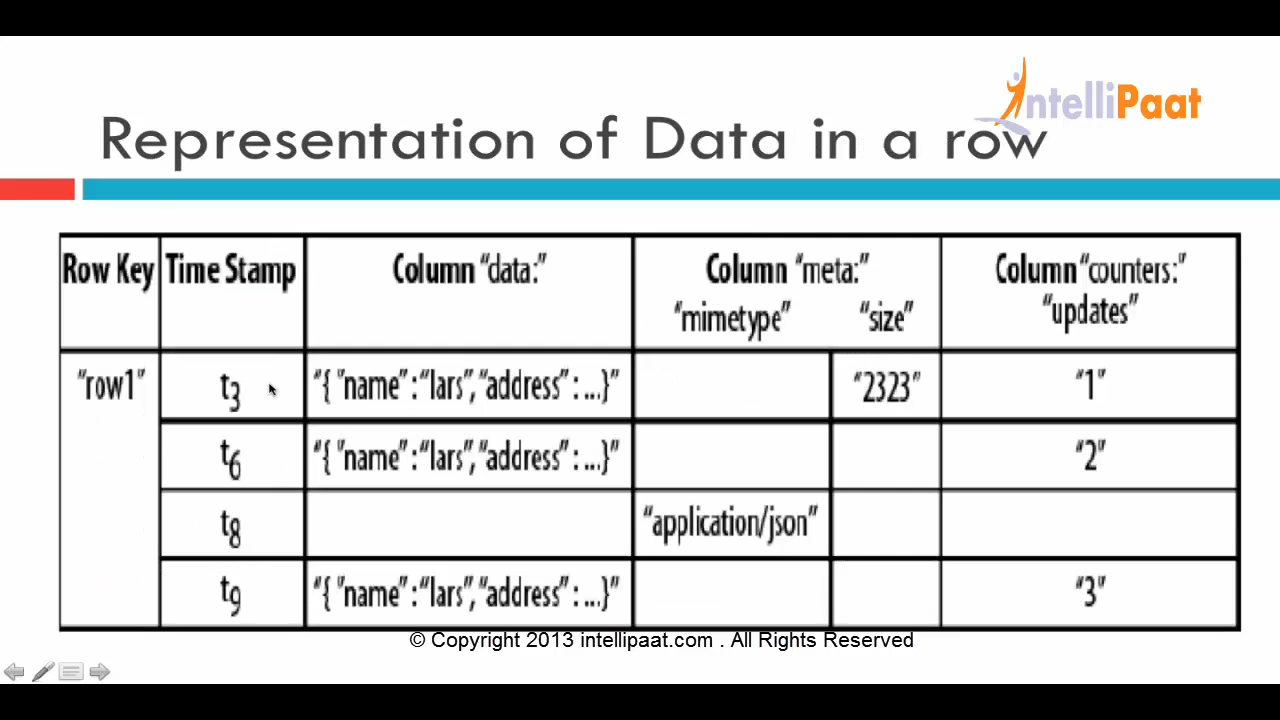 IntelliPaat
Representation of Data in a row
Row Key Time Stamp Column “data:” Column “meta:” Column “counters:”
“mimetype” “size” “updates”
“row1” t3 “{ “name” : “lars”, “address” : ...}” “2323” “1”
t6 “{ “name” : “lars”, “address” : ...}” “2”
t8 “application/json”
t9 “{ “name” : “lars”, “address” : ...}” “3”
© Copyright 2013 intellipaat.com . All Rights Reserved